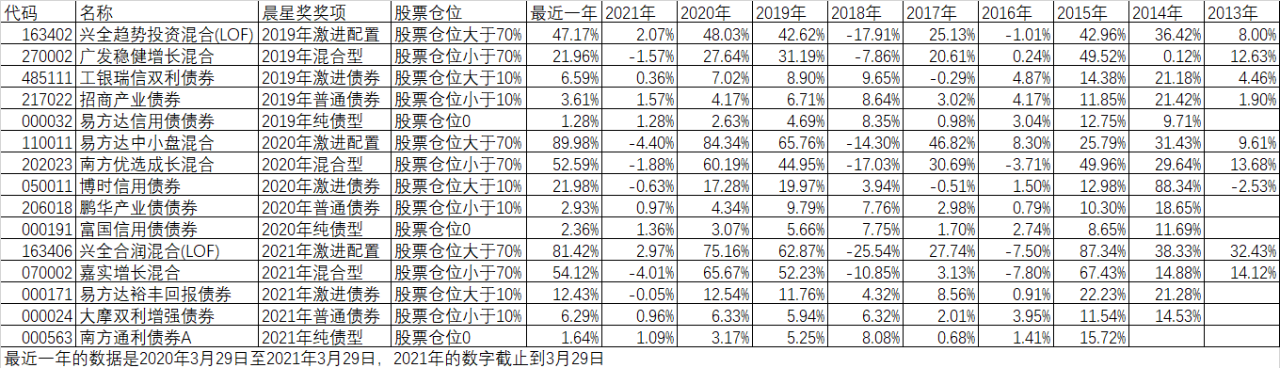 代码 名称 晨星奖奖项 股票仓位 最近一年 2021年 2020年 2019年 2018年 2017年 2016年 2015年 2014年 2013年
163402 兴全趋势投资混合(LOF) 2019年激进配置 股票仓位大于70% 47.17% 2.07% 48.03% 42.62% -17.91% 25.13% -1.01% 42.96% 36.42% 8.00%
270002 广发稳健增长混合 2019年混合型 股票仓位小于70% 21.96% -1.57% 27.64% 31.19% -7.86% 20.61% 0.24% 49.52% 0.12% 12.63%
485111 工银瑞信双利债券 2019年激进债券 股票仓位大于10% 6.59% 0.36% 7.02% 8.90% 9.65% -0.29% 4.87% 14.38% 21.18% 4.46%
217022 招商产业债券 2019年普通债券 股票仓位小于10% 3.61% 1.57% 4.17% 6.71% 8.64% 3.02% 4.17% 11.85% 21.42% 1.90%
000032 易方达信用债债券 2019年纯债型 股票仓位0 1.28% 1.28% 2.63% 4.69% 8.35% 0.98% 3.04% 12.75% 9.71%
110011 易方达中小盘混合 2020年激进配置 股票仓位大于70% 89.98% -4.40% 84.34% 65.76% -14.30% 46.82% 8.30% 25.79% 31.43% 9.61%
202023 南方优选成长混合 2020年混合型 股票仓位小于70% 52.59% -1.88% 60.19% 44.95% -17.03% 30.69% -3.71% 49.96% 29.64% 13.68%
050011 博时信用债券 2020年激进债券 股票仓位大于10% 21.98% -0.63% 17.28% 19.97% 3.94% -0.51% 1.50% 12.98% 88.34% -2.53%
206018 鹏华产业债债券 2020年普通债券 股票仓位小于10% 2.93% 0.97% 4.34% 9.79% 7.76% 2.98% 0.79% 10.30% 18.65%
000191 富国信用债债券 2020年纯债型 股票仓位0 2.36% 1.36% 3.07% 5.66% 7.75% 1.70% 2.74% 8.65% 11.69%
163406 兴全合润混合(LOF) 2021年激进配置 股票仓位大于70% 81.42% 2.97% 75.16% 62.87% -25.54% 27.74% -7.50% 87.34% 38.33% 32.43%
070002 嘉实增长混合 2021年混合型 股票仓位小于70% 54.12% -4.01% 65.67% 52.23% -10.85% 3.13% -7.80% 67.43% 14.88% 14.12%
000171 易方达裕丰回报债券 2021年激进债券 股票仓位大于10% 12.43% -0.05% 12.54% 11.76% 4.32% 8.56% 0.91% 22.23% 21.28%
000024 大摩双利增强债券 2021年普通债券 股票仓位小于10% 6.29% 0.96% 6.33% 5.94% 6.32% 2.01% 3.95% 11.54% 14.53%
000563 南方通利债券A 2021年纯债型 股票仓位0 1.64% 1.09% 3.17% 5.25% 8.08% 0.68% 1.41% 15.72%
最近一年的数据是2020年3月29日至2021年3月29日，2021年的数字截止到3月29日